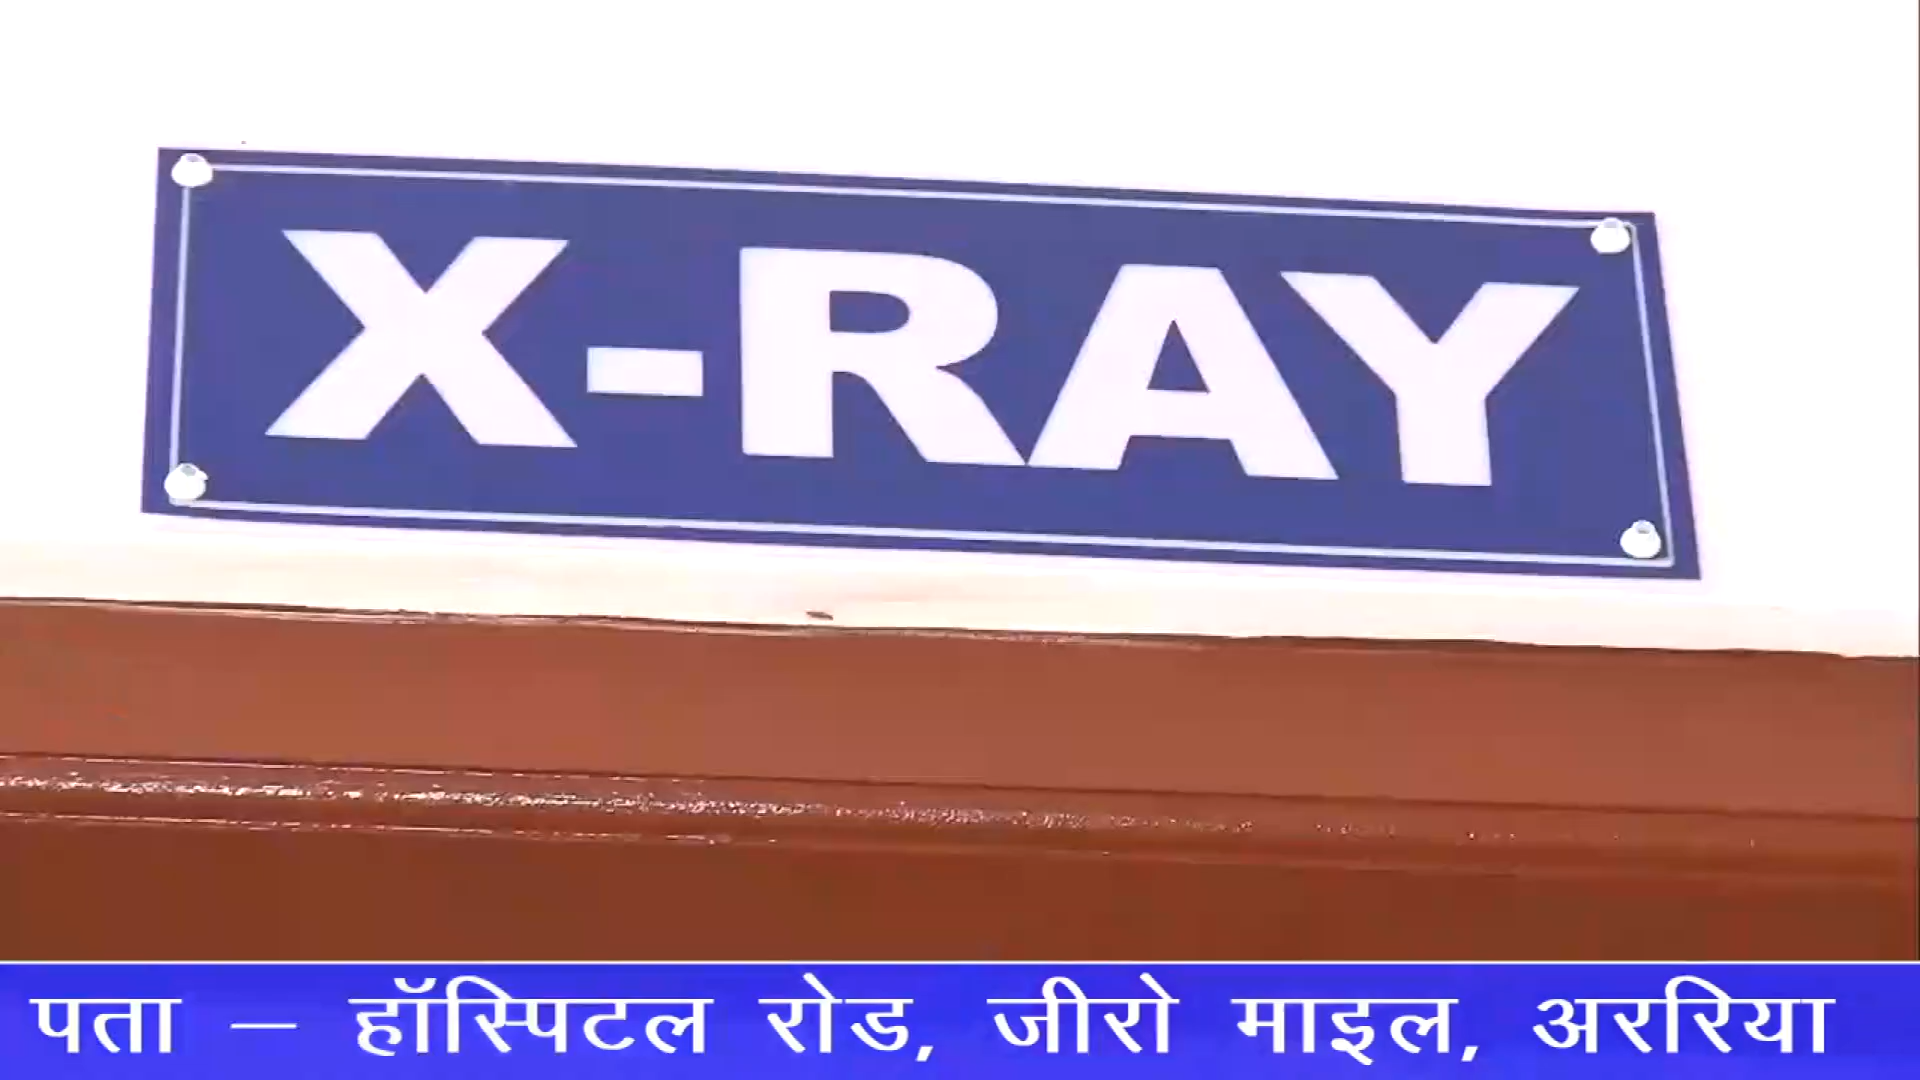 X-RAY
पता – हॉस्पिटल रोड, जीरो माइल, अररिया